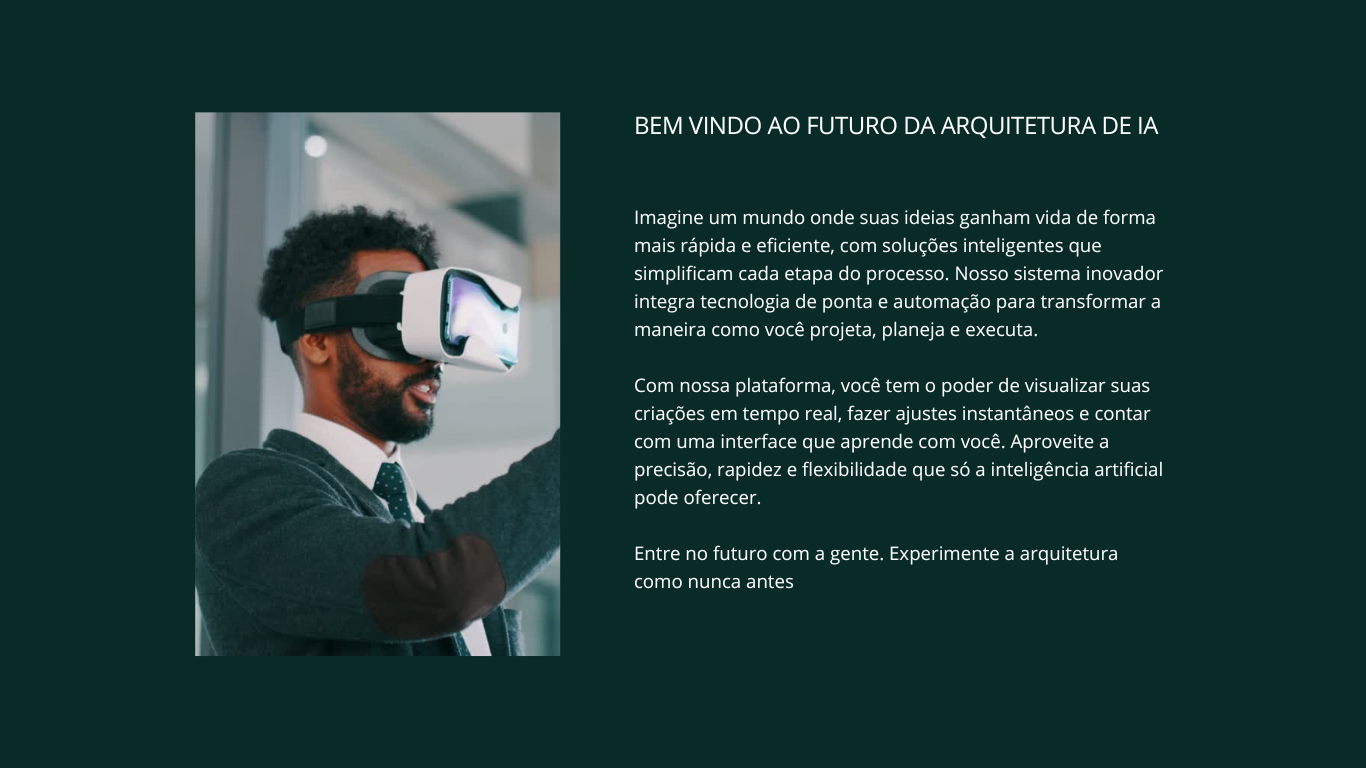 BEM VINDO AO FUTURO DA ARQUITETURA DE IA
Imagine um mundo onde suas ideias ganham vida de forma
mais rápida e eficiente, com soluções inteligentes que
simplificam cada etapa do processo. Nosso sistema inovador
integra tecnologia de ponta e automação para transformar a
maneira como você projeta, planeja e executa.
Com nossa plataforma, você tem o poder de visualizar suas
criações em tempo real, fazer ajustes instantâneos e contar
com uma interface que aprende com você. Aproveite a
precisão, rapidez e flexibilidade que só a inteligência artificial
pode oferecer.
Entre no futuro com a gente. Experimente a arquitetura
como nunca antes